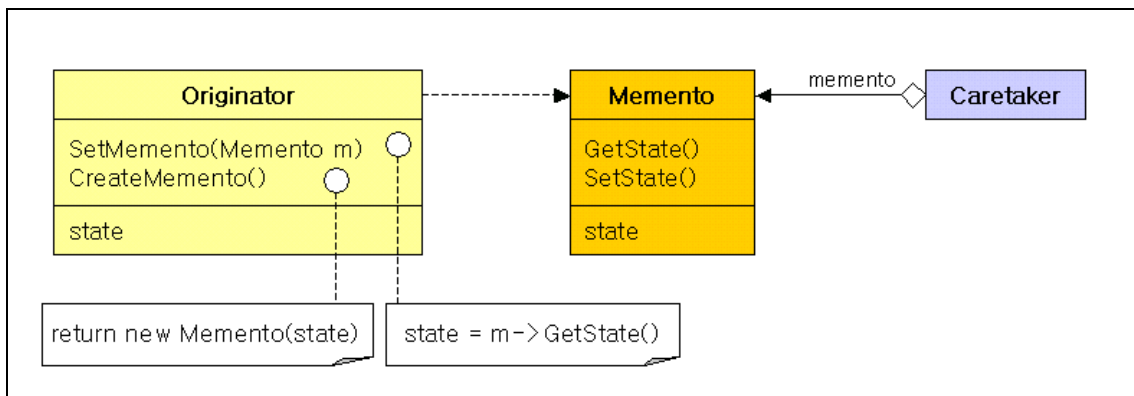 Originator
SetMemento(Memento m)
CreateMemento()
state
return new Memento(state)
state = m->GetState()
Memento
GetState()
SetState()
state
memento
Caretaker